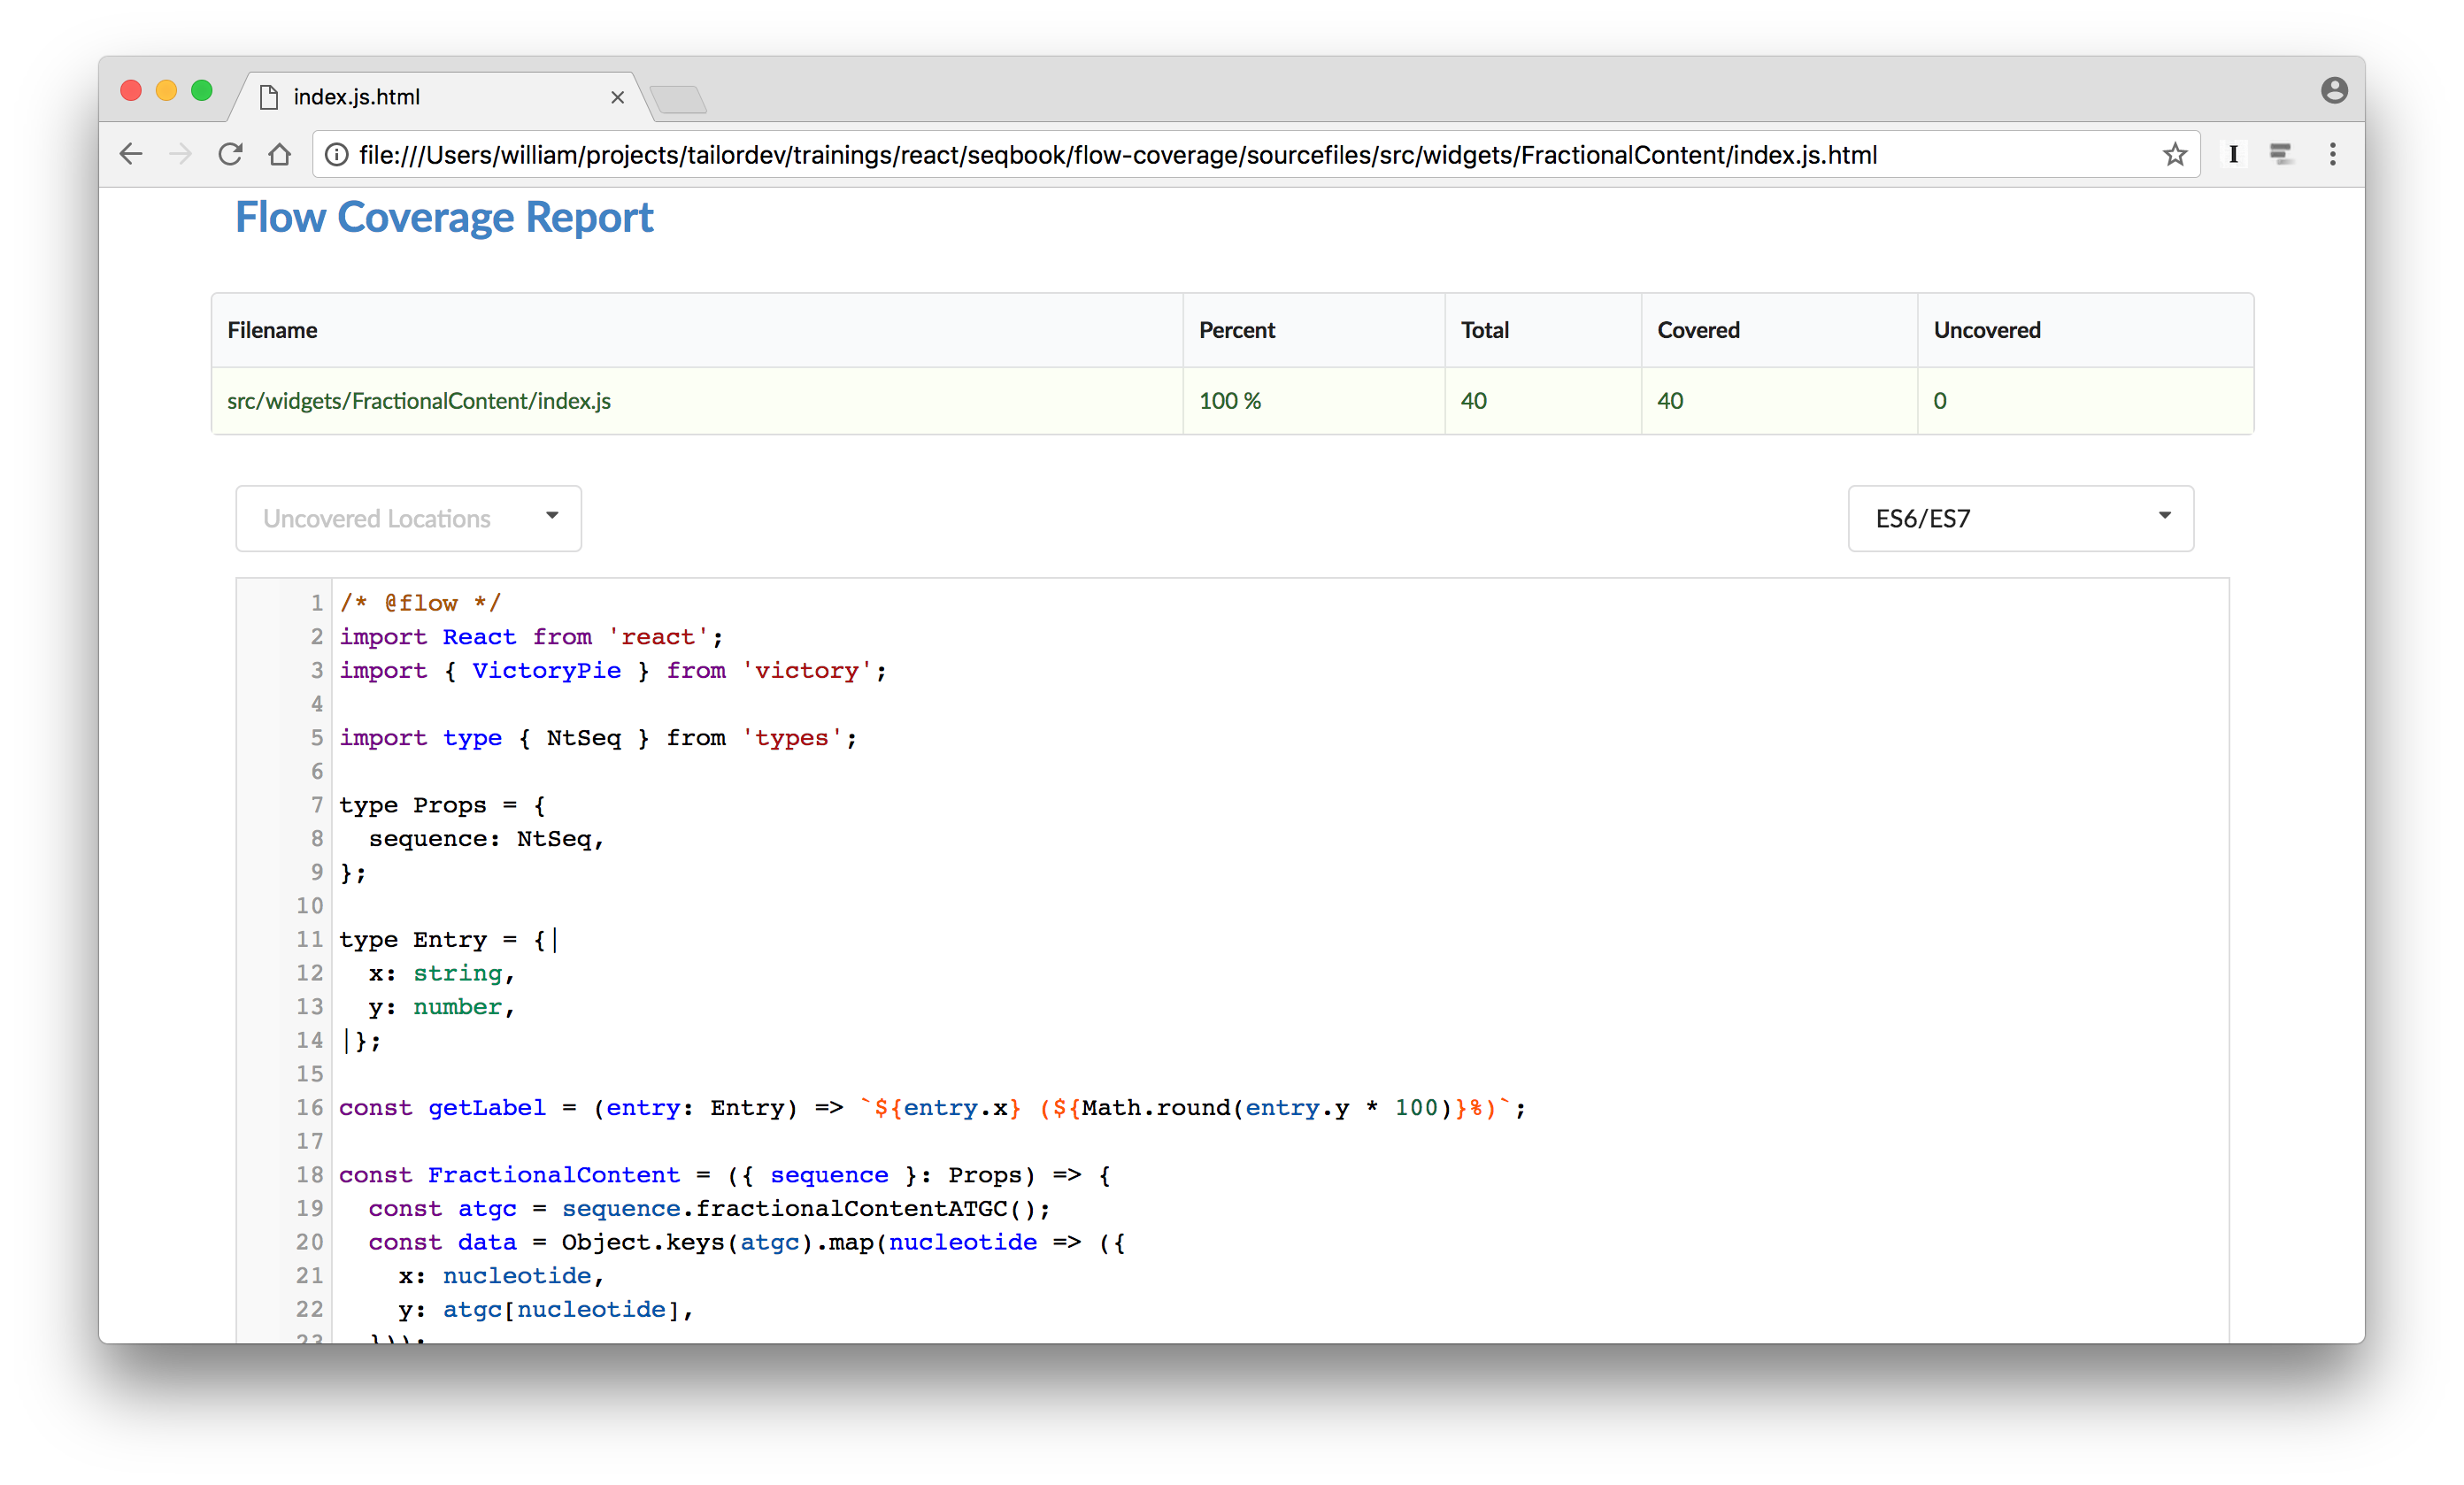 index.js.html
file:///Users/william/projects/tailordev/trainings/react/seqbook/flow-coverage/sourcefiles/src/widgets/FractionalContent/index.js.html
Flow Coverage Report
Filename Percent Total Covered Uncovered
src/widgets/FractionalContent/index.js 100 % 40 40 0
Uncovered Locations ES6/ES7
1 /* @flow */
2 import React from 'react';
3 import { VictoryPie } from 'victory';
4
5 import type { NtSeq } from 'types';
6
7 type Props = {
8   sequence: NtSeq,
9 };
10
11 type Entry = {|
12   x: string,
13   y: number,
14 |};
15
16 const getLabel = (entry: Entry) => `${entry.x} (${Math.round(entry.y * 100)}%)`;
17
18 const FractionalContent = ({ sequence }: Props) => {
19   const atgc = sequence.fractionalContentATGC();
20   const data = Object.keys(atgc).map(nucleotide => ({
21     x: nucleotide,
22     y: atgc[nucleotide],
23   }));